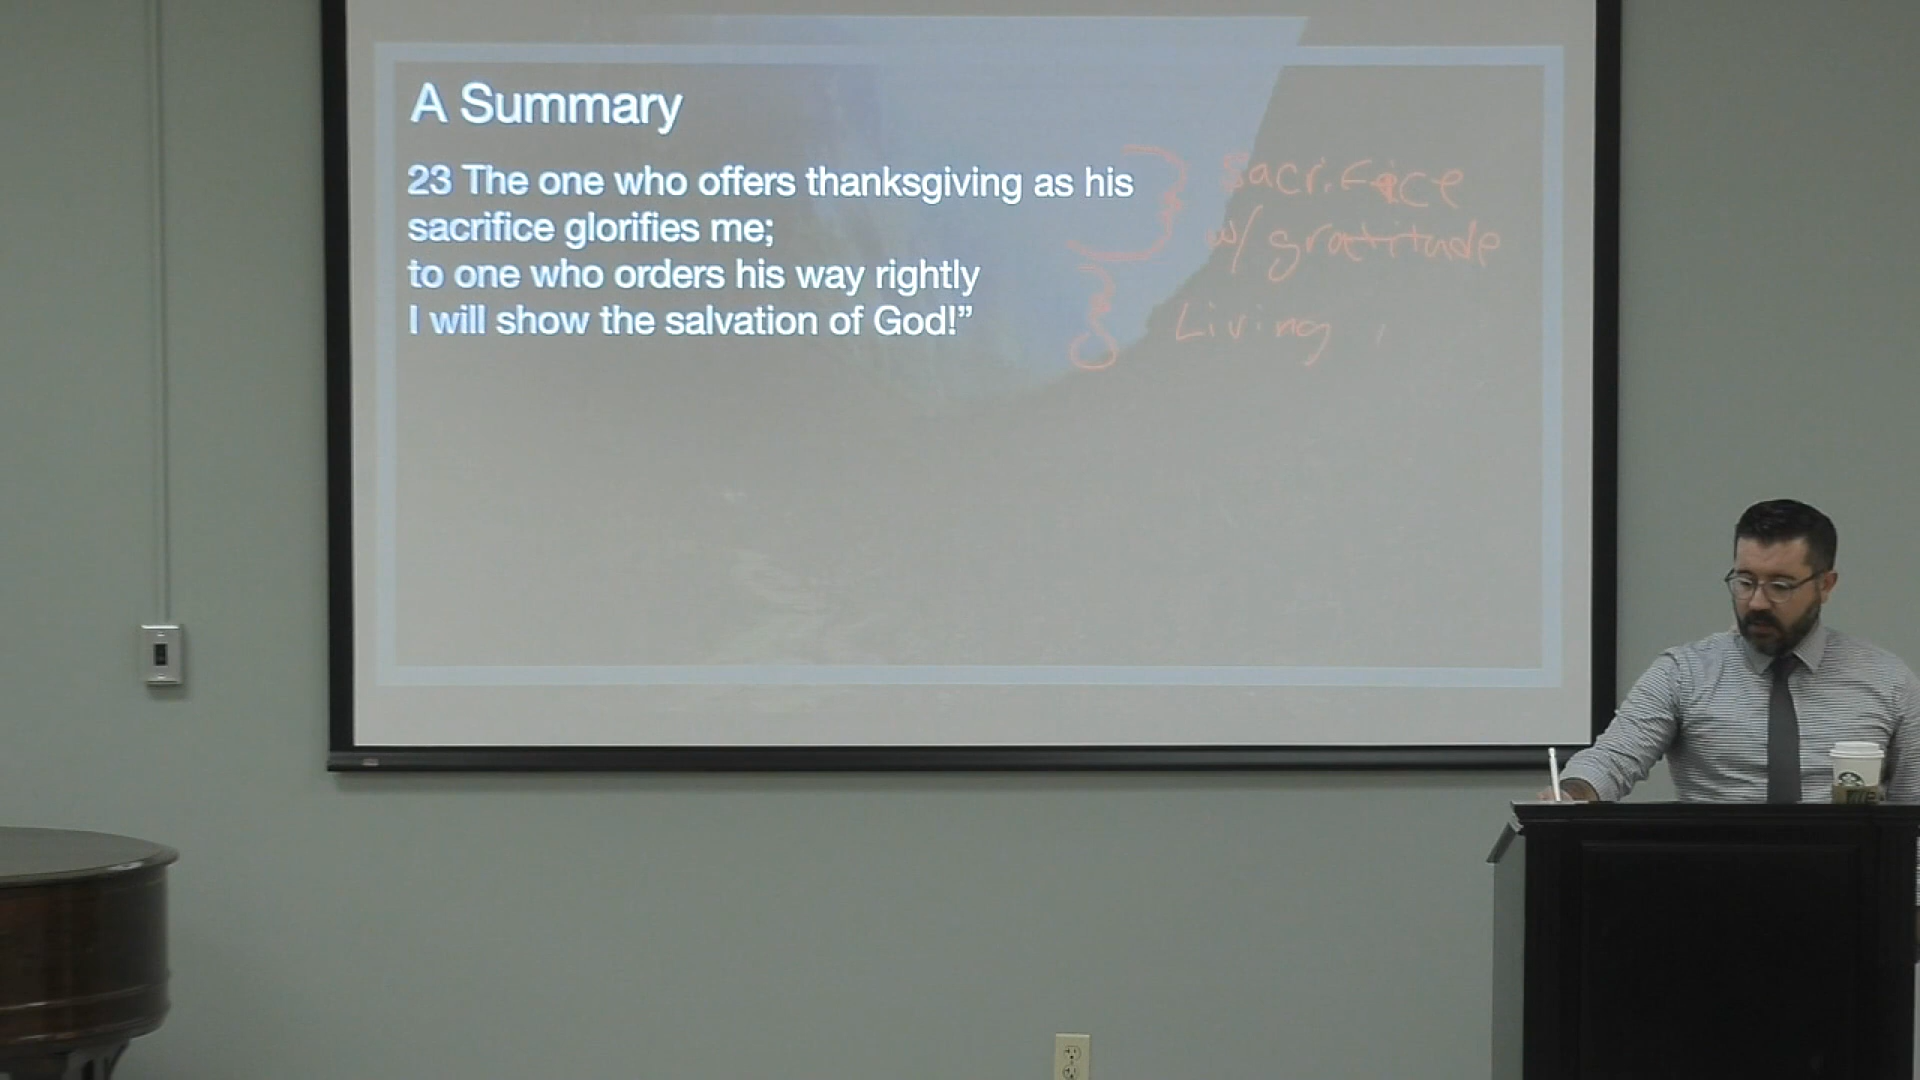 A Summary
23 The one who offers thanksgiving as his
sacrifice glorifies me;
to one who orders his way rightly
I will show the salvation of God!”
Sacrifice
w/ gratitude
Living